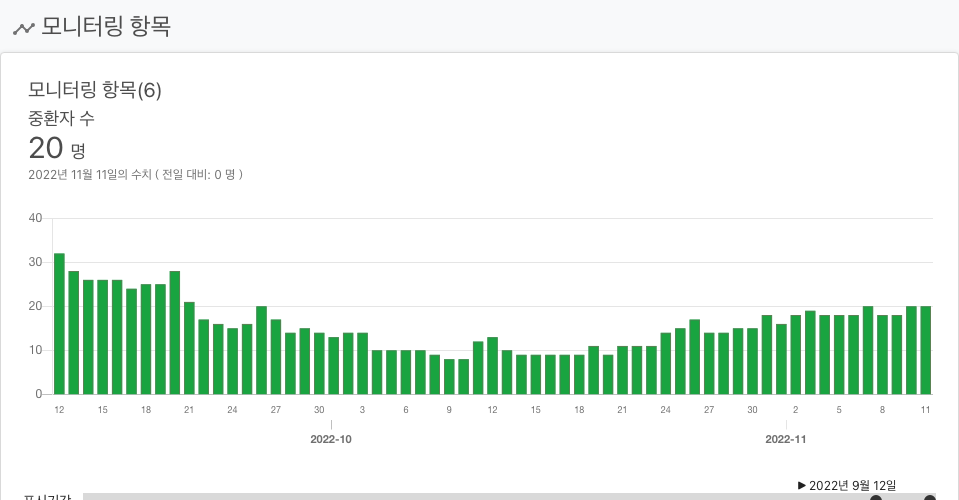 모니터링 항목
모니터링 항목(6)
중환자 수
20 명
2022년 11월 11일의 수치 ( 전일 대비: 0 명 )
40
30
20
10
0
12 15 18 21 24 27 30 3 6 9 12 15 18 21 24 27 30 2 5 8 11
2022-10 2022-11
▶ 2022년 9월 12일
표시기간